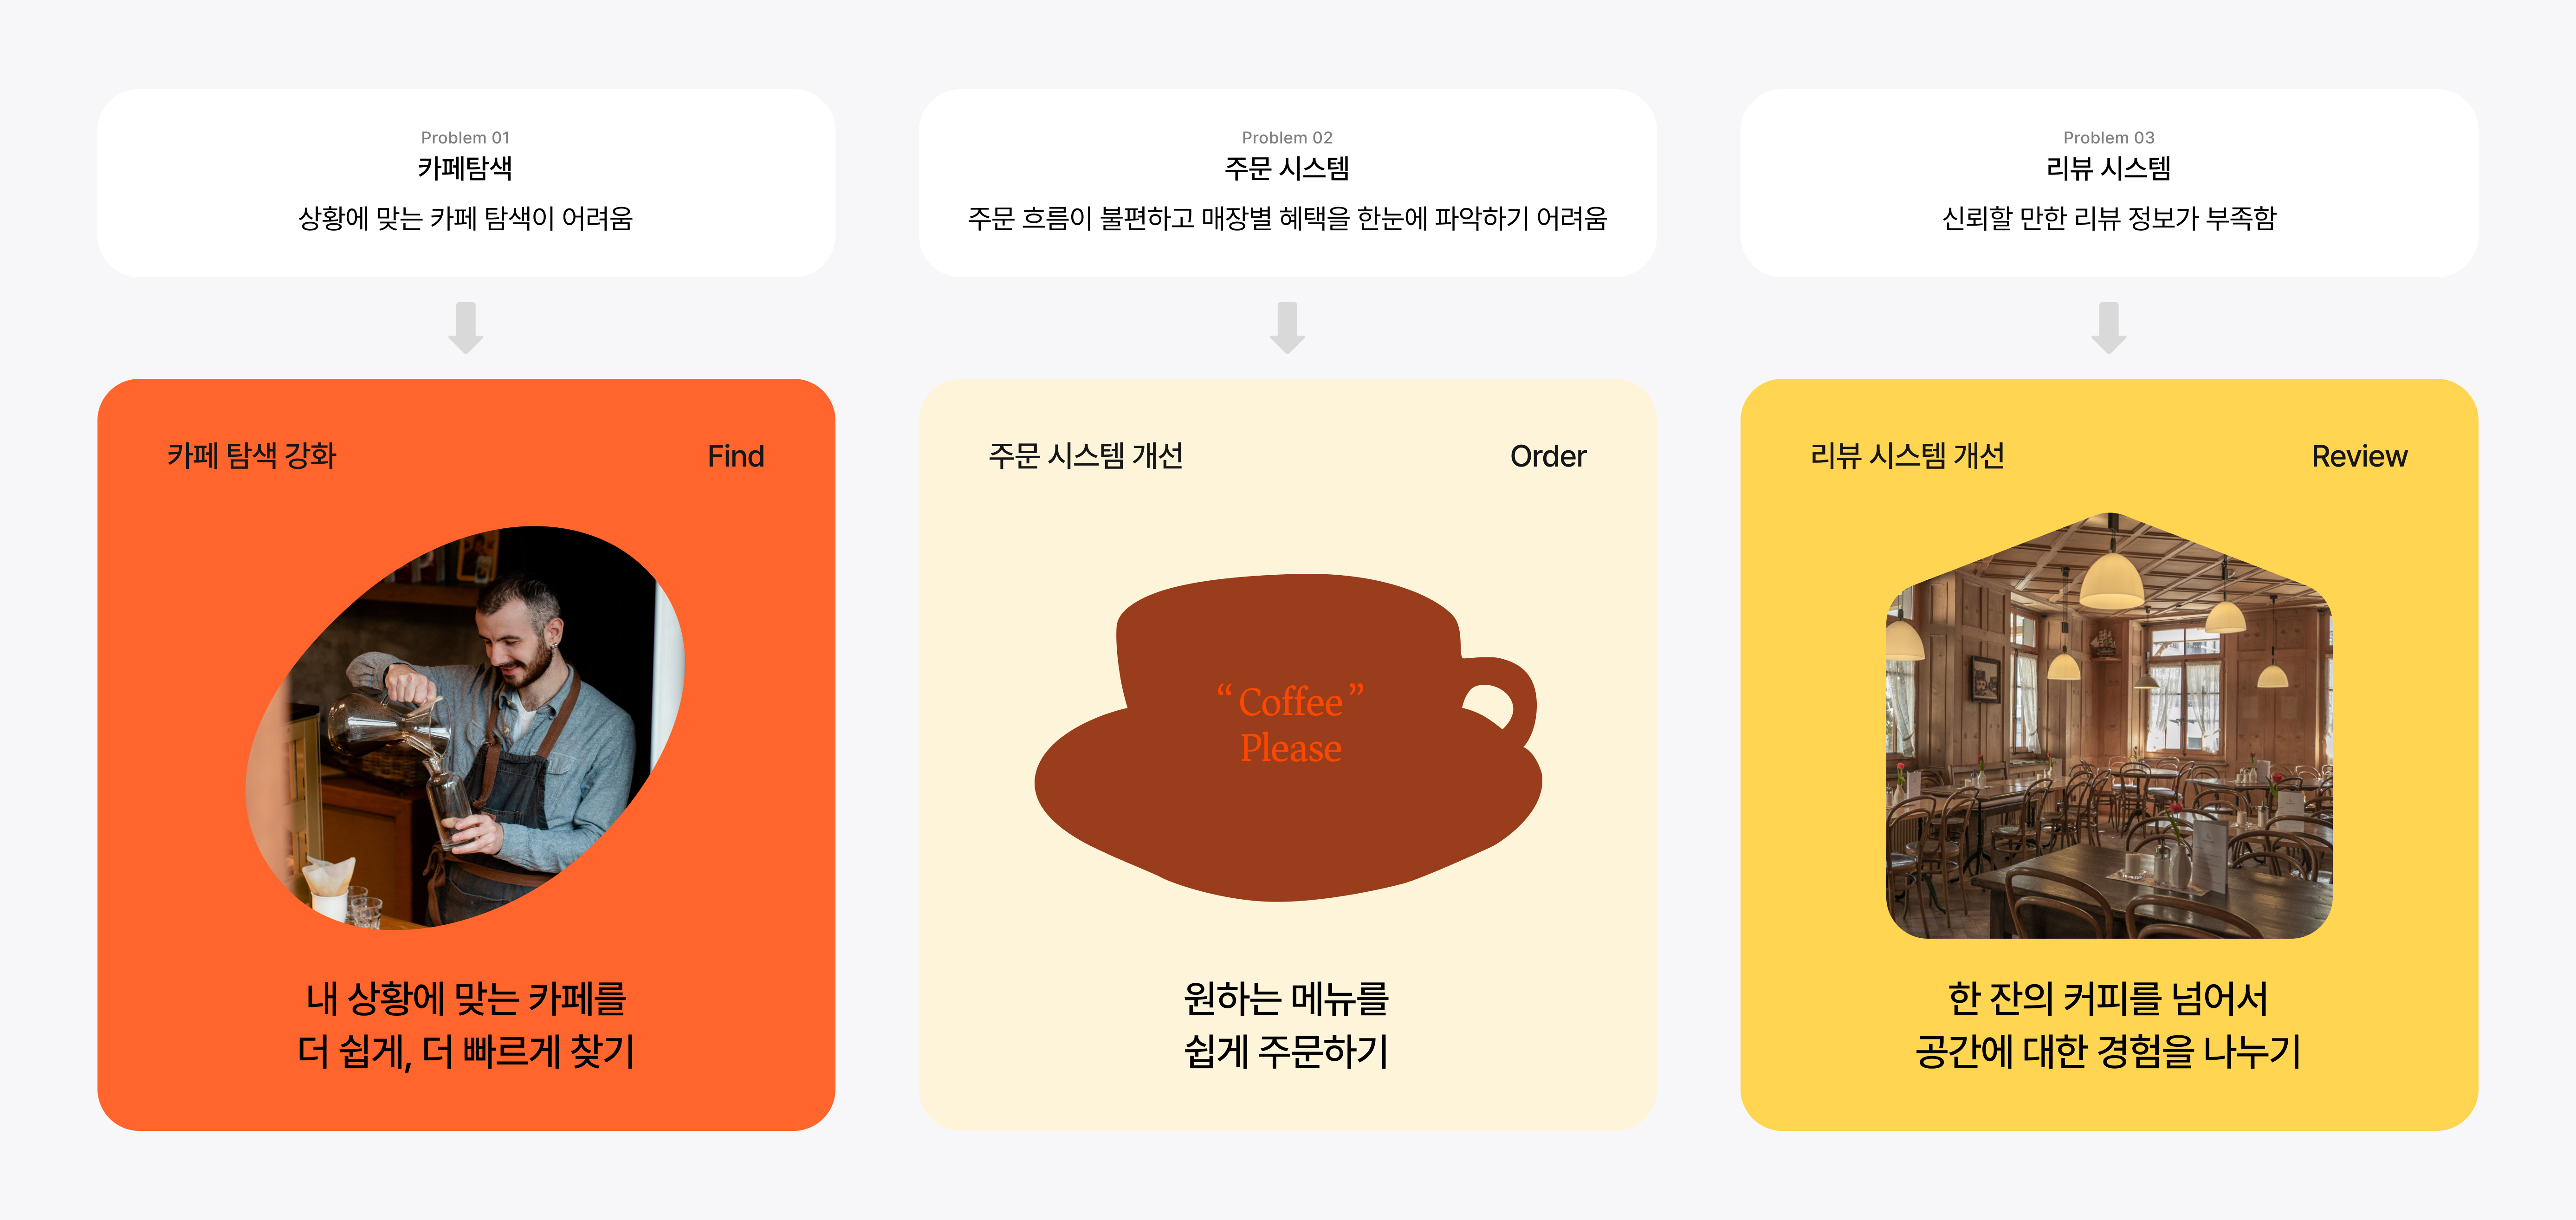 Problem 01
카페탐색
상황에 맞는 카페 탐색이 어려움
Problem 02
주문 시스템
주문 흐름이 불편하고 매장별 혜택을 한눈에 파악하기 어려움
Problem 03
리뷰 시스템
신뢰할 만한 리뷰 정보가 부족함
카페 탐색 강화
Find
내 상황에 맞는 카페를
더 쉽게, 더 빠르게 찾기
주문 시스템 개선
Order
“ Coffee ”
Please
원하는 메뉴를
쉽게 주문하기
리뷰 시스템 개선
Review
한 잔의 커피를 넘어서
공간에 대한 경험을 나누기